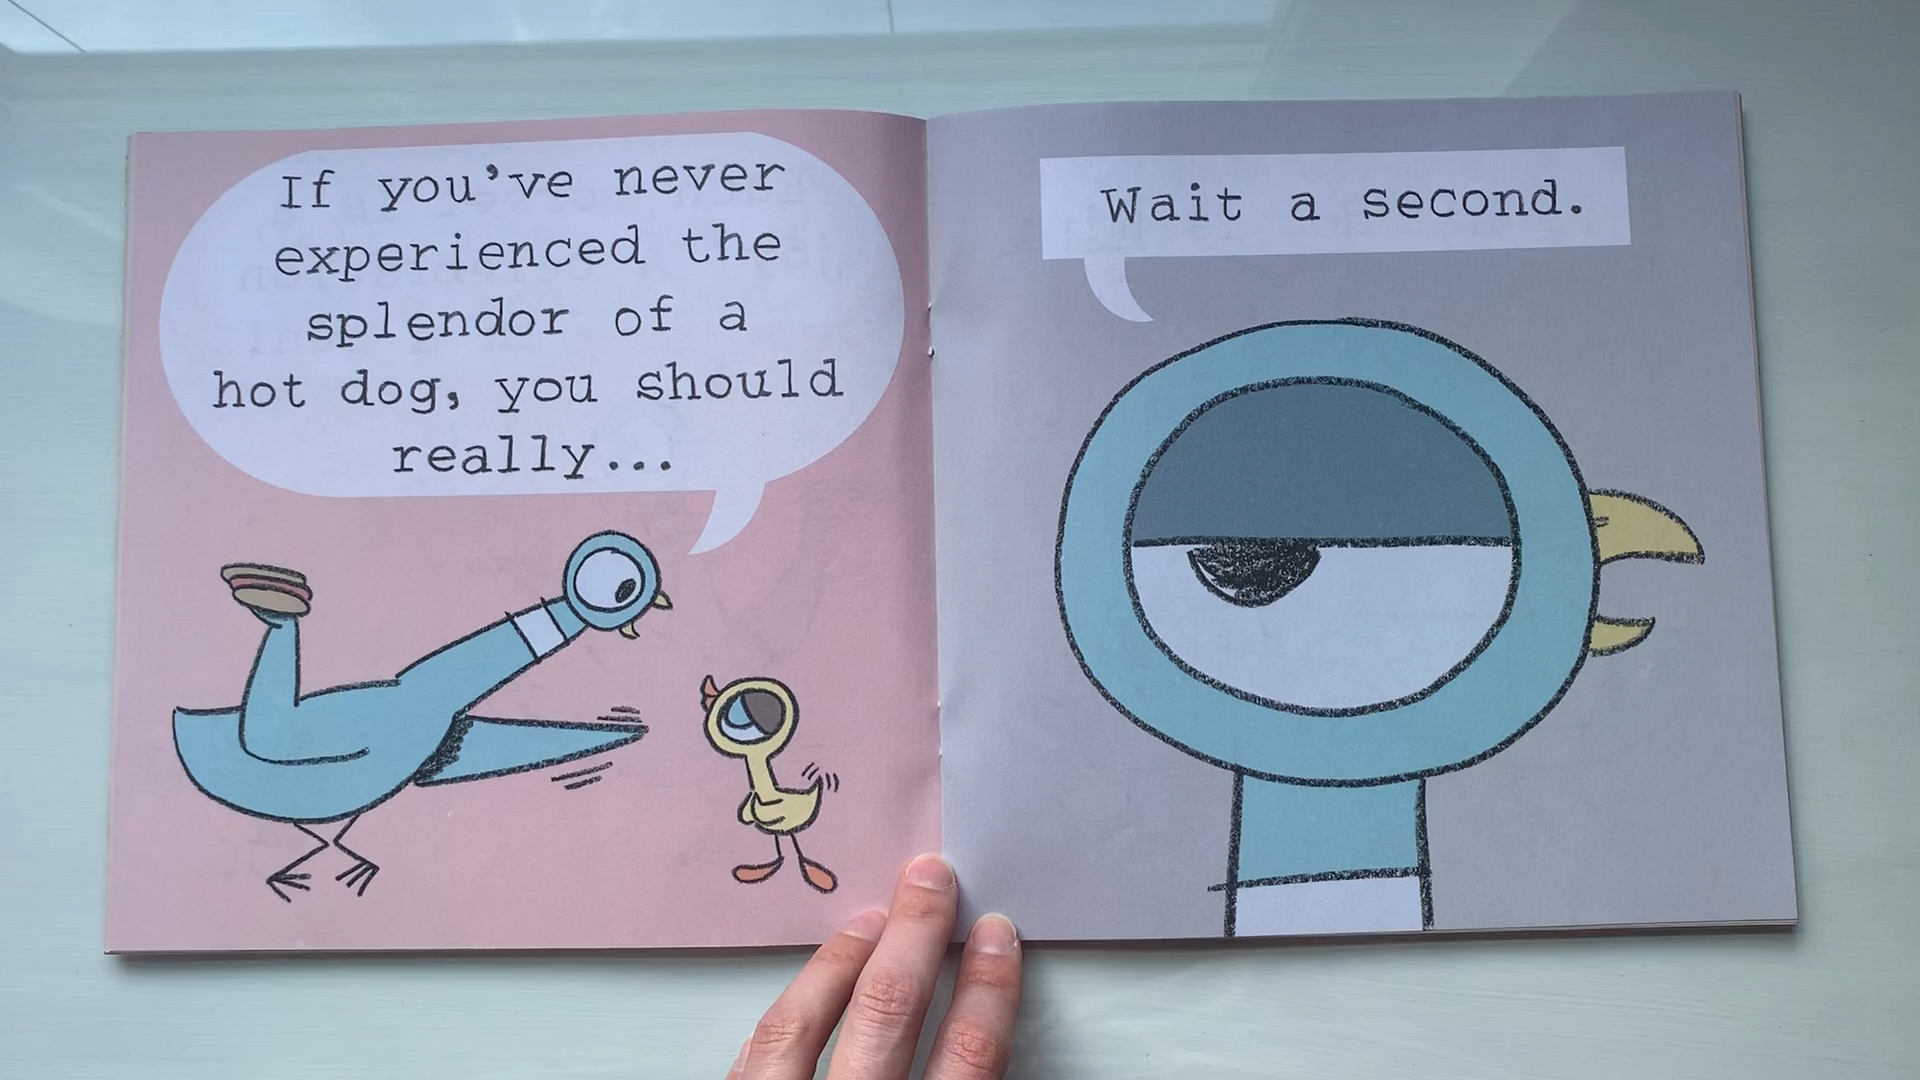 If you've never
experienced the
splendor of a
hot dog, you should
really...
Wait a second.